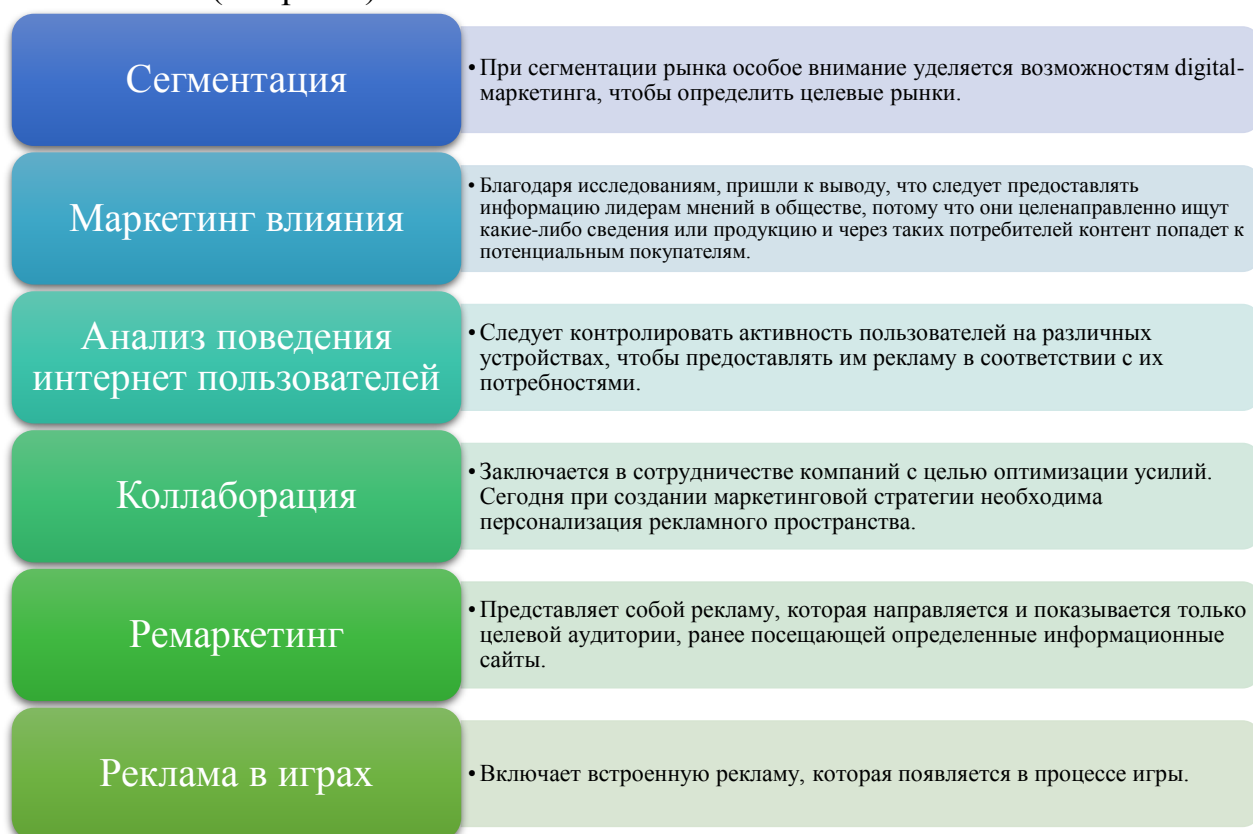 Сегментация
• При сегментации рынка особое внимание уделяется возможностям digital-
маркетинга, чтобы определить целевые рынки.
Маркетинг влияния
• Благодаря исследованиям, пришли к выводу, что следует предоставлять
информацию лидерам мнений в обществе, потому что они целенаправленно ищут
какие-либо сведения или продукцию и через таких потребителей контент попадет к
потенциальным покупателям.
Анализ поведения
интернет пользователей
• Следует контролировать активность пользователей на различных
устройствах, чтобы предоставлять им рекламу в соответствии с их
потребностями.
Коллаборация
• Заключается в сотрудничестве компаний с целью оптимизации усилий.
Сегодня при создании маркетинговой стратегии необходима
персонализация рекламного пространства.
Ремаркетинг
• Представляет собой рекламу, которая направляется и показывается только
целевой аудитории, ранее посещающей определенные информационные
сайты.
Реклама в играх
• Включает встроенную рекламу, которая появляется в процессе игры.